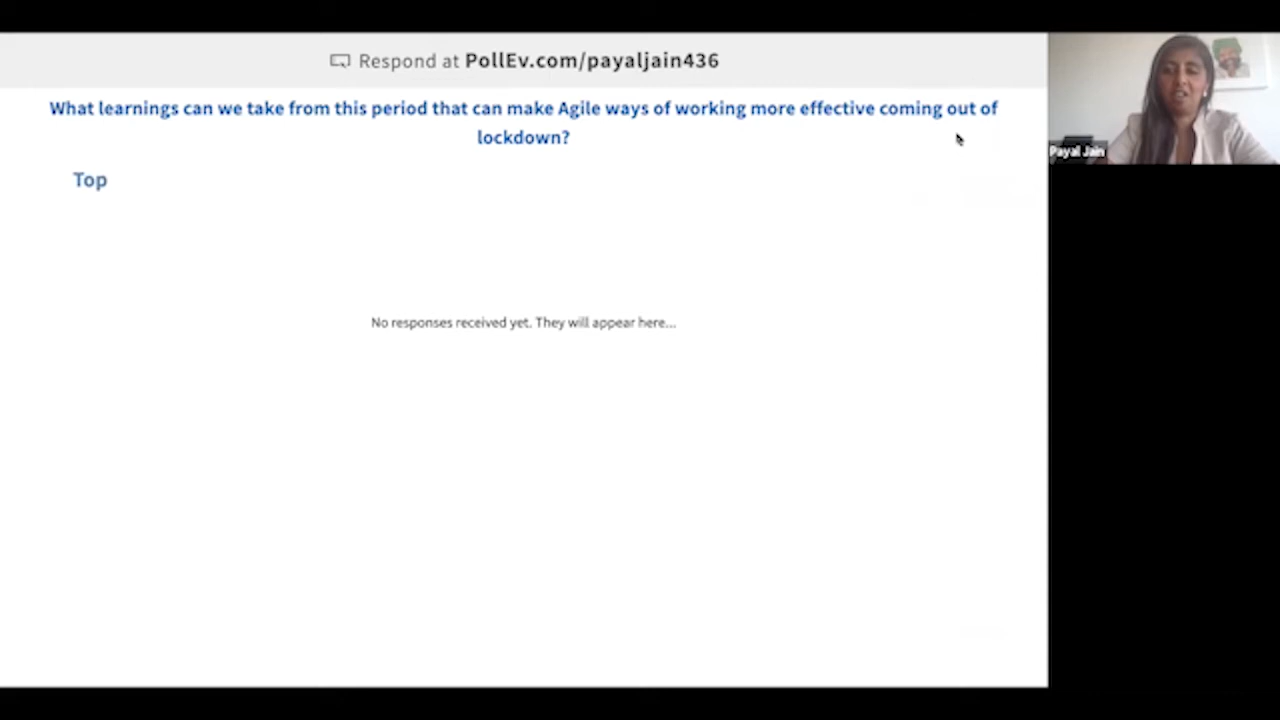 Respond at PollEv.com/payaljain436
What learnings can we take from this period that can make Agile ways of working more effective coming out of
lockdown?
Top
No responses received yet. They will appear here...
Payal Jain